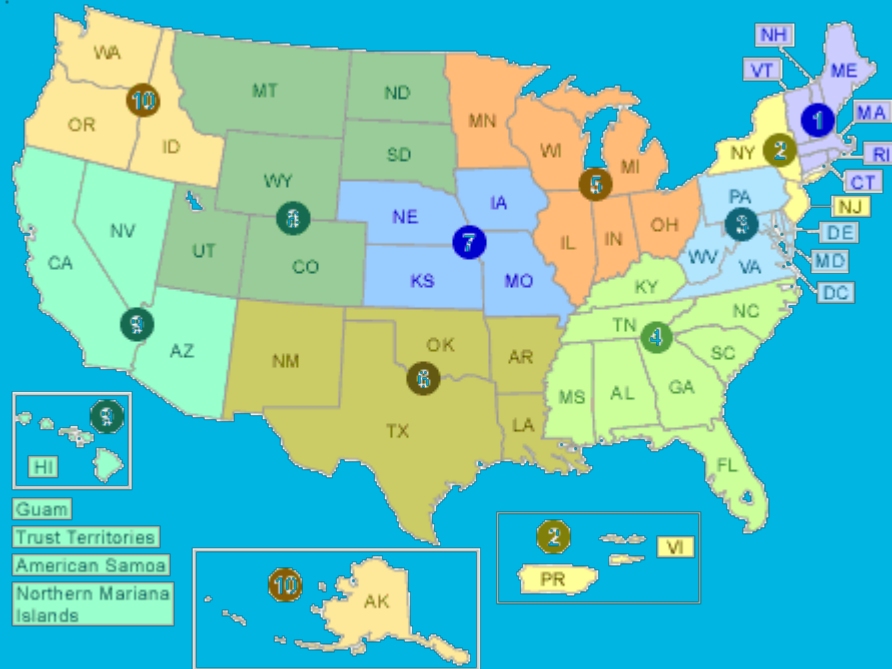 NH
WA
VT
ME
MT
ND
10
MN
MA
1
OR
ID
WI
NY
2
RI
SD
MI
5
CT
WY
PA
IA
NJ
8
NE
3
NV
OH
DE
7
IL
IN
UT
WV
CA
CO
MD
VA
KS
MO
KY
DC
NC
9
TN
4
AZ
OK
SC
NM
AR
6
GA
AL
MS
9
LA
TX
HI
FL
Guam
Trust Territories
2
American Samoa
VI
PR
10
Northern Mariana
Islands
AK